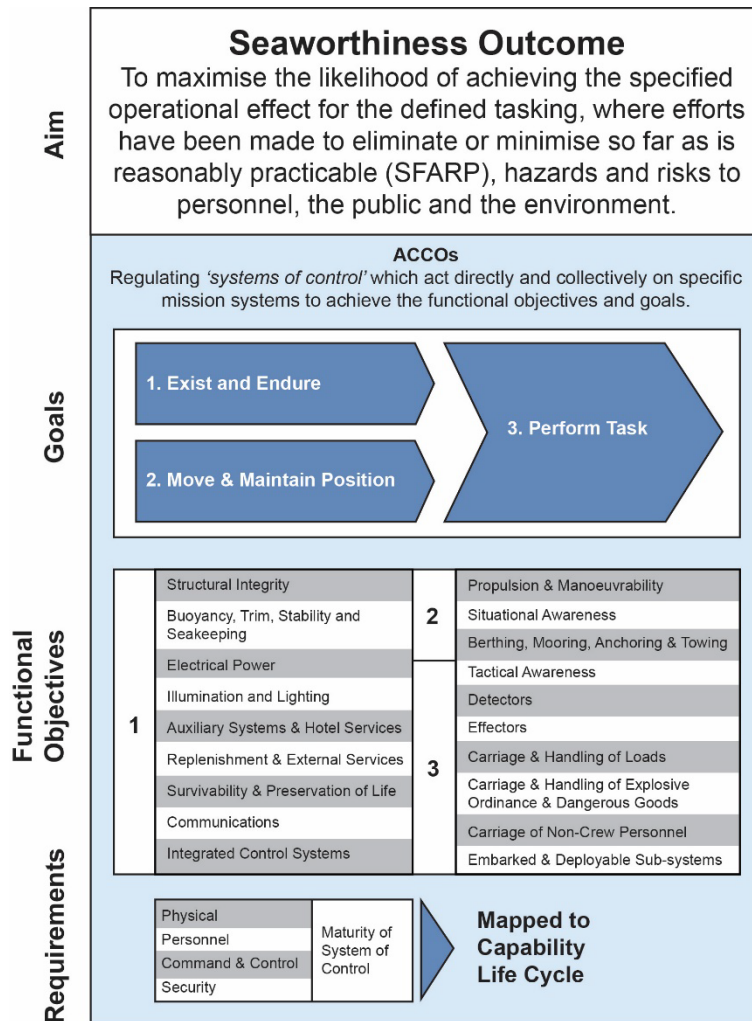 Aim
Seaworthiness Outcome
To maximise the likelihood of achieving the specified
operational effect for the defined tasking, where efforts
have been made to eliminate or minimise so far as is
reasonably practicable (SFARP), hazards and risks to
personnel, the public and the environment.
ACCOs
Regulating ‘systems of control’ which act directly and collectively on specific
mission systems to achieve the functional objectives and goals.
Goals
1. Exist and Endure
2. Move & Maintain Position
3. Perform Task
Functional
Objectives
1
Structural Integrity
Buoyancy, Trim, Stability and
Seakeeping
Electrical Power
Illumination and Lighting
Auxiliary Systems & Hotel Services
Replenishment & External Services
Survivability & Preservation of Life
Communications
Integrated Control Systems
2
Propulsion & Manoeuvrability
Situational Awareness
Berthing, Mooring, Anchoring & Towing
3
Tactical Awareness
Detectors
Effectors
Carriage & Handling of Loads
Carriage & Handling of Explosive
Ordinance & Dangerous Goods
Carriage of Non-Crew Personnel
Embarked & Deployable Sub-systems
Requirements
Physical
Personnel
Command & Control
Security
Maturity of
System of
Control
Mapped to
Capability
Life Cycle